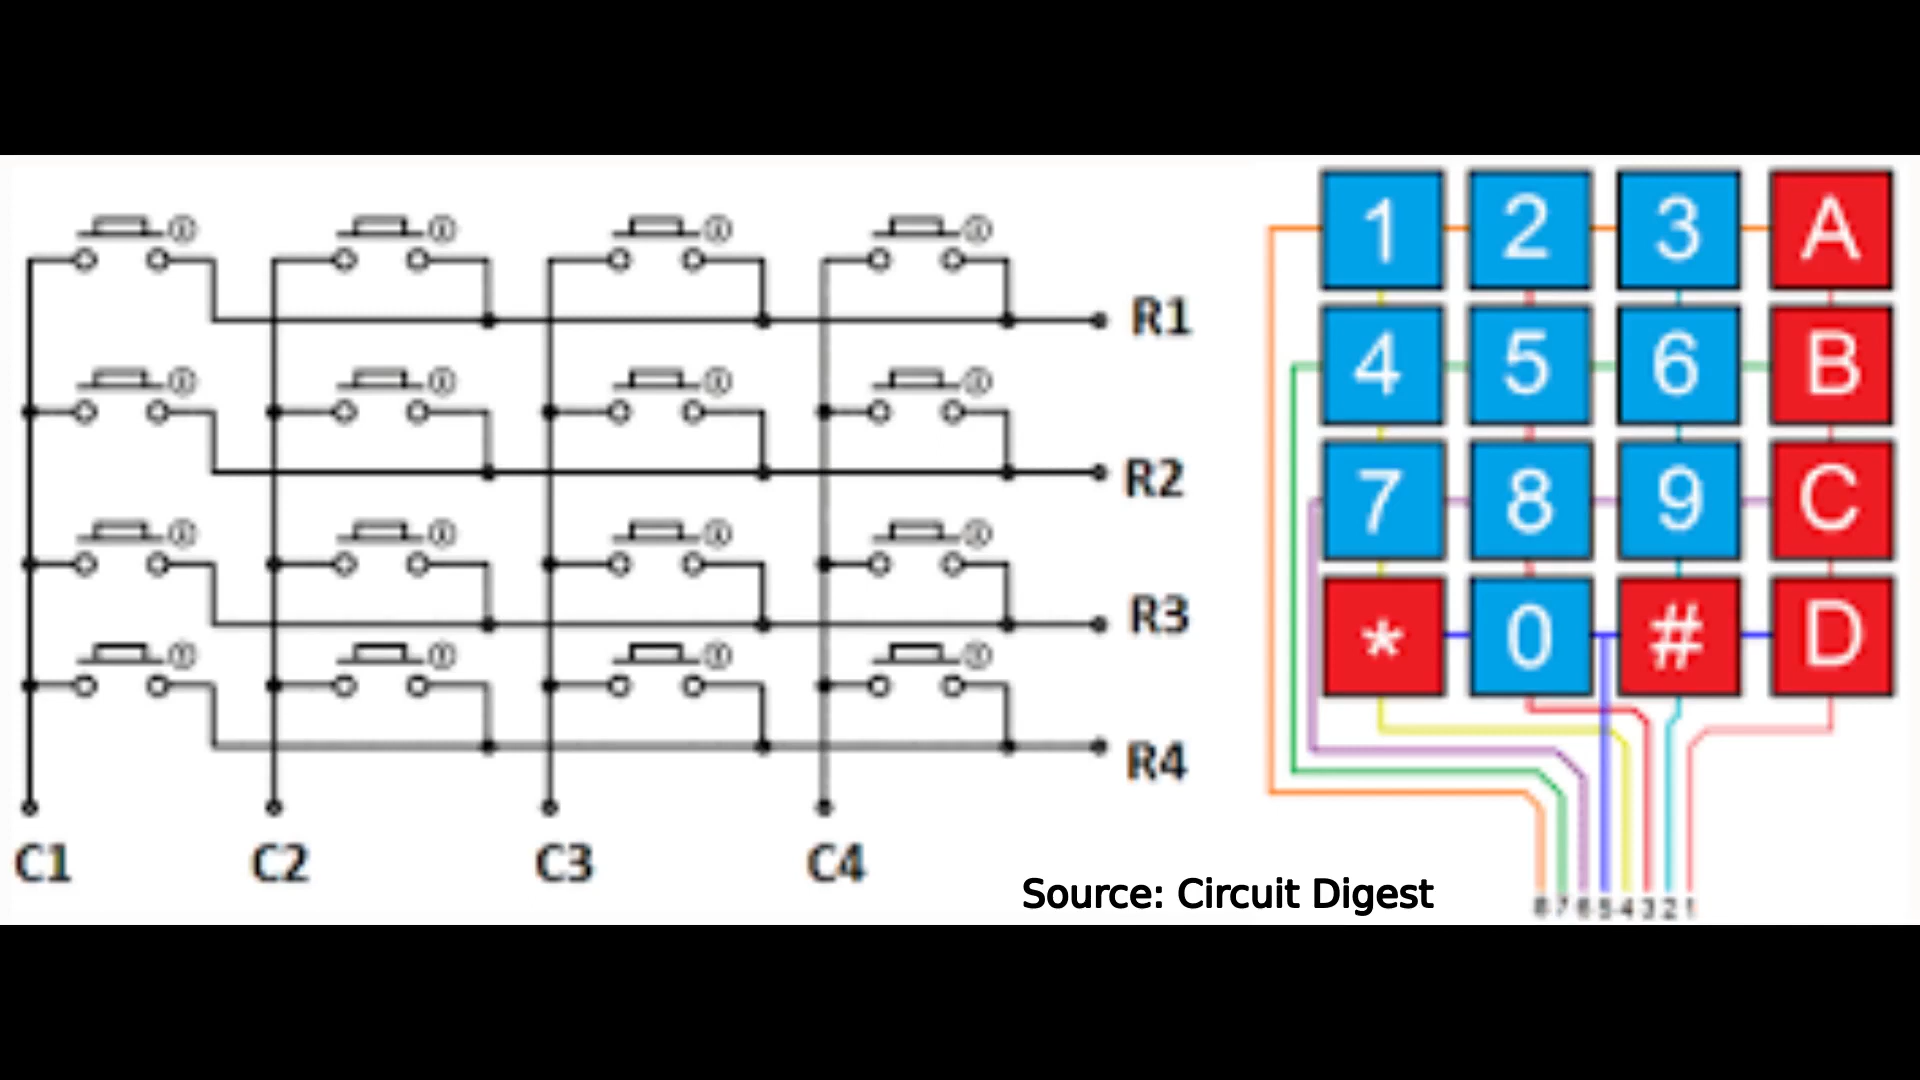 R1
R2
R3
R4
C1 C2 C3 C4
1 2 3 A
4 5 6 B
7 8 9 C
* 0 # D
8 7 6 5 4 3 2 1
Source: Circuit Digest